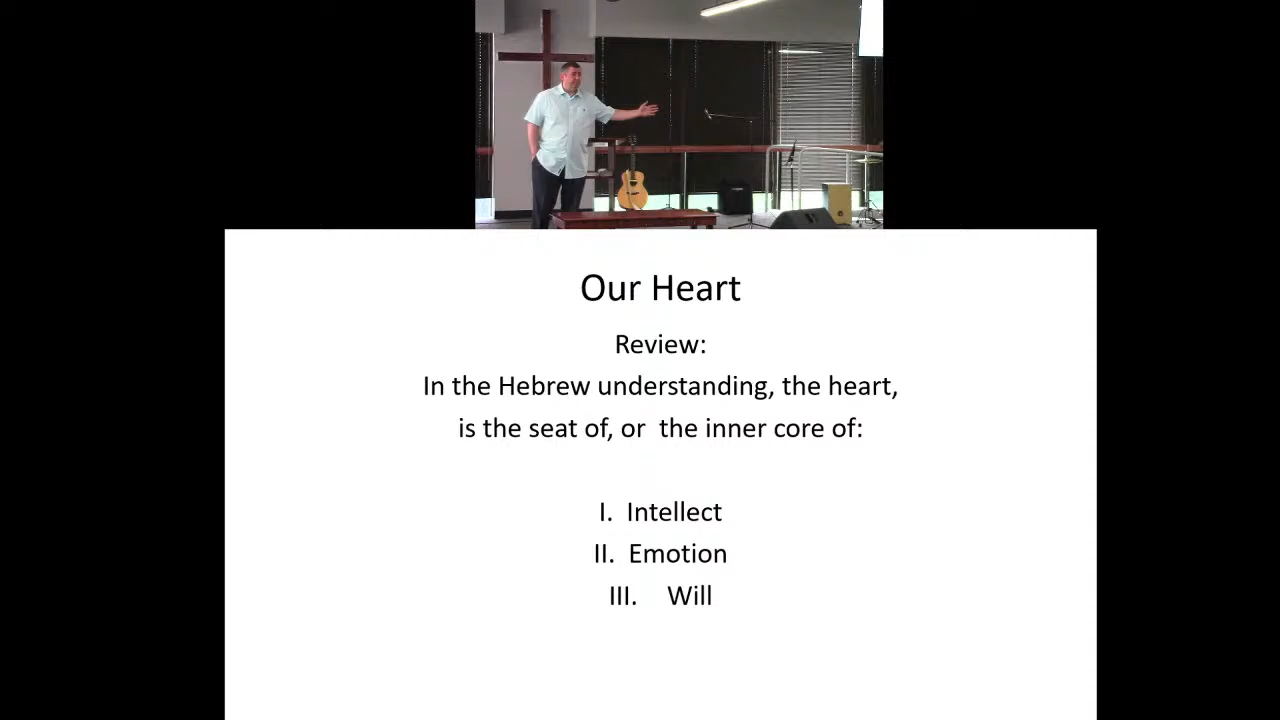 Our Heart
Review:
In the Hebrew understanding, the heart,
is the seat of, or the inner core of:
I. Intellect
II. Emotion
III. Will